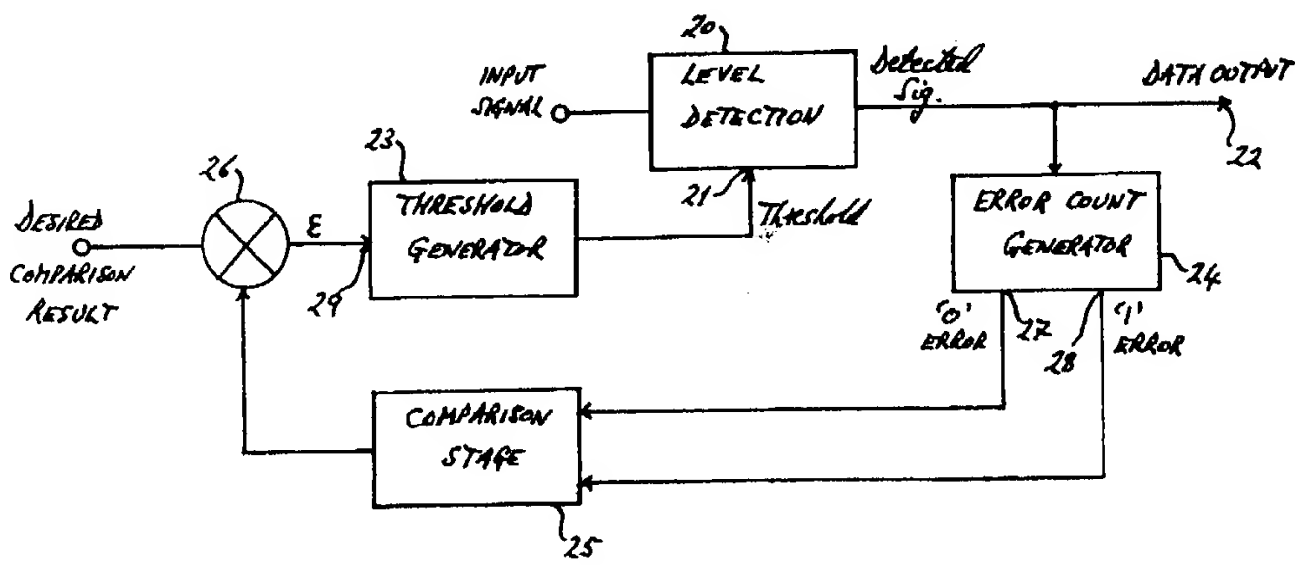 20
INPUT
SIGNAL
LEVEL
DETECTION
Detected
Sig.
DATA OUTPUT
22
21
Threshold
23
THRESHOLD
GENERATOR
26
ε
29
DESIRED
COMPARISON
RESULT
ERROR COUNT
GENERATOR
24
'0'
ERROR
27
28
'1'
ERROR
COMPARISON
STAGE
25